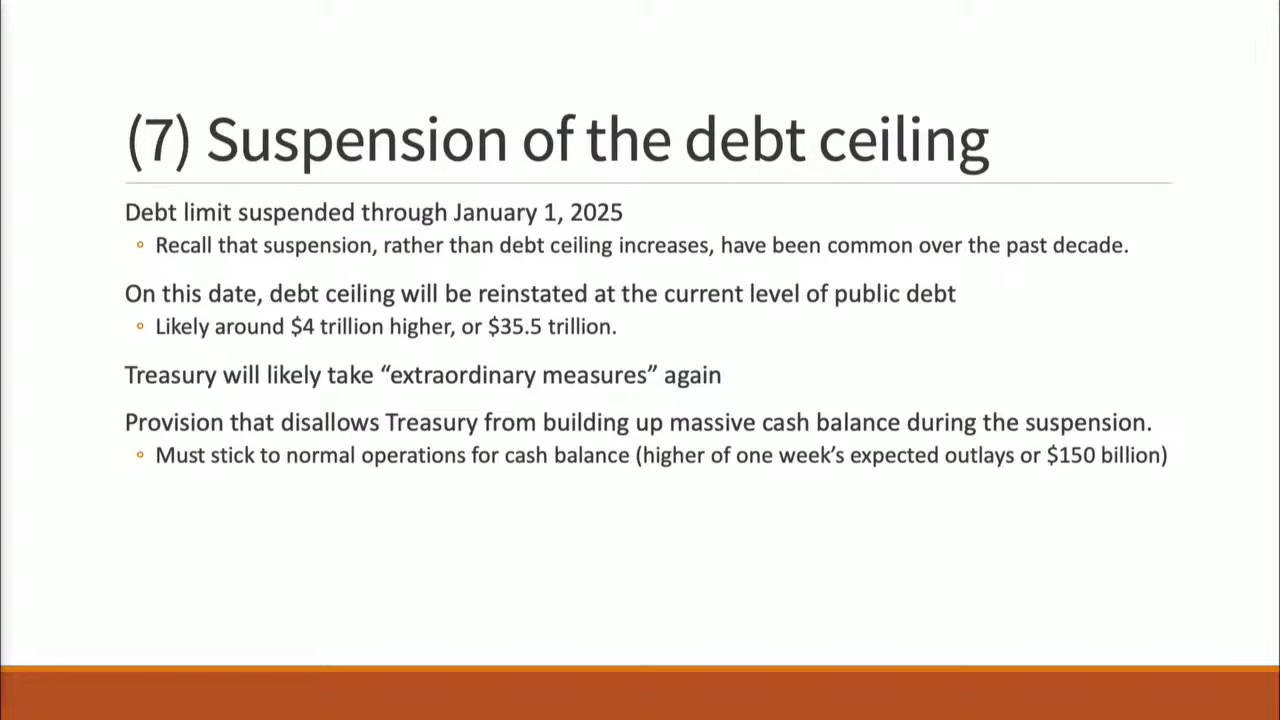 (7) Suspension of the debt ceiling
Debt limit suspended through January 1, 2025
◦ Recall that suspension, rather than debt ceiling increases, have been common over the past decade.
On this date, debt ceiling will be reinstated at the current level of public debt
◦ Likely around $4 trillion higher, or $35.5 trillion.
Treasury will likely take “extraordinary measures” again
Provision that disallows Treasury from building up massive cash balance during the suspension.
◦ Must stick to normal operations for cash balance (higher of one week’s expected outlays or $150 billion)